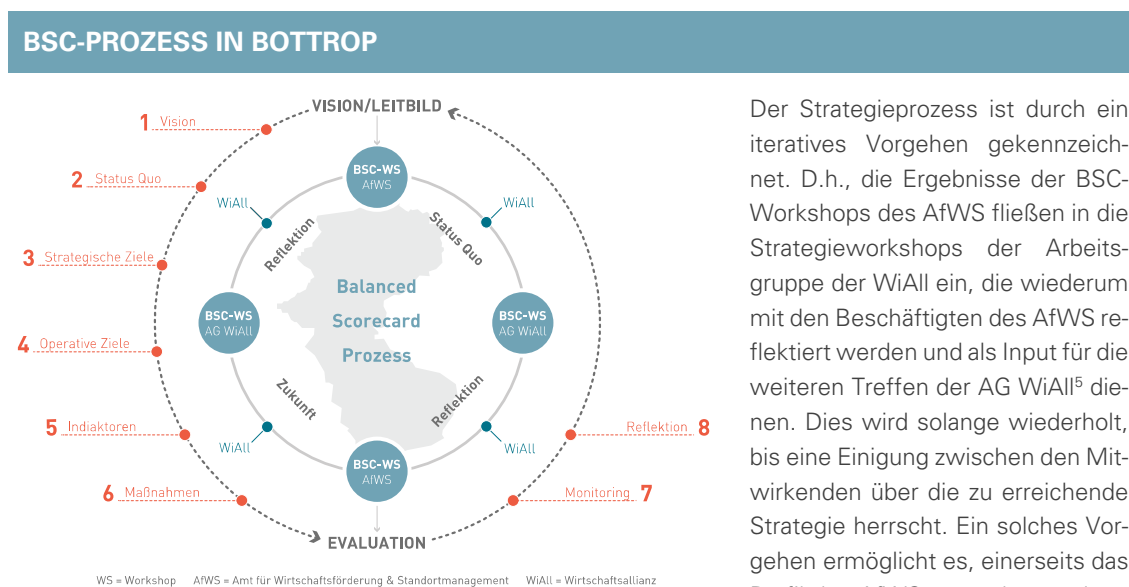 BSC-PROZESS IN BOTTROP
VISION/LEITBILD
1 Vision
2 Status Quo
3 Strategische Ziele
4 Operative Ziele
5 Indiaktoren
6 Maßnahmen
Monitoring 7
Reflektion 8
BSC-WS
AfWS
WiAll
WiAll
Reflektion
Status Quo
Balanced
Scorecard
Prozess
BSC-WS
AG WiAll
BSC-WS
AG WiAll
Zukunft
Reflektion
WiAll
WiAll
BSC-WS
AfWS
EVALUATION
WS = Workshop AfWS = Amt für Wirtschaftsförderung & Standortmanagement WiAll = Wirtschaftsallianz
Der Strategieprozess ist durch ein
iteratives Vorgehen gekennzeich-
net. D.h., die Ergebnisse der BSC-
Workshops des AfWS fließen in die
Strategieworkshops der Arbeits-
gruppe der WiAll ein, die wiederum
mit den Beschäftigten des AfWS re-
flektiert werden und als Input für die
weiteren Treffen der AG WiAll⁵ die-
nen. Dies wird solange wiederholt,
bis eine Einigung zwischen den Mit-
wirkenden über die zu erreichende
Strategie herrscht. Ein solches Vor-
gehen ermöglicht es, einerseits das